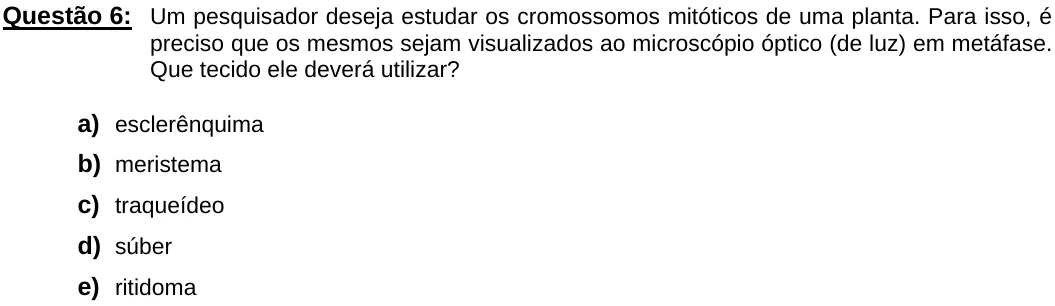 Questão 6: Um pesquisador deseja estudar os cromossomos mitóticos de uma planta. Para isso, é
preciso que os mesmos sejam visualizados ao microscópio óptico (de luz) em metáfase.
Que tecido ele deverá utilizar?
a) esclerênquima
b) meristema
c) traqueídeo
d) súber
e) ritidoma